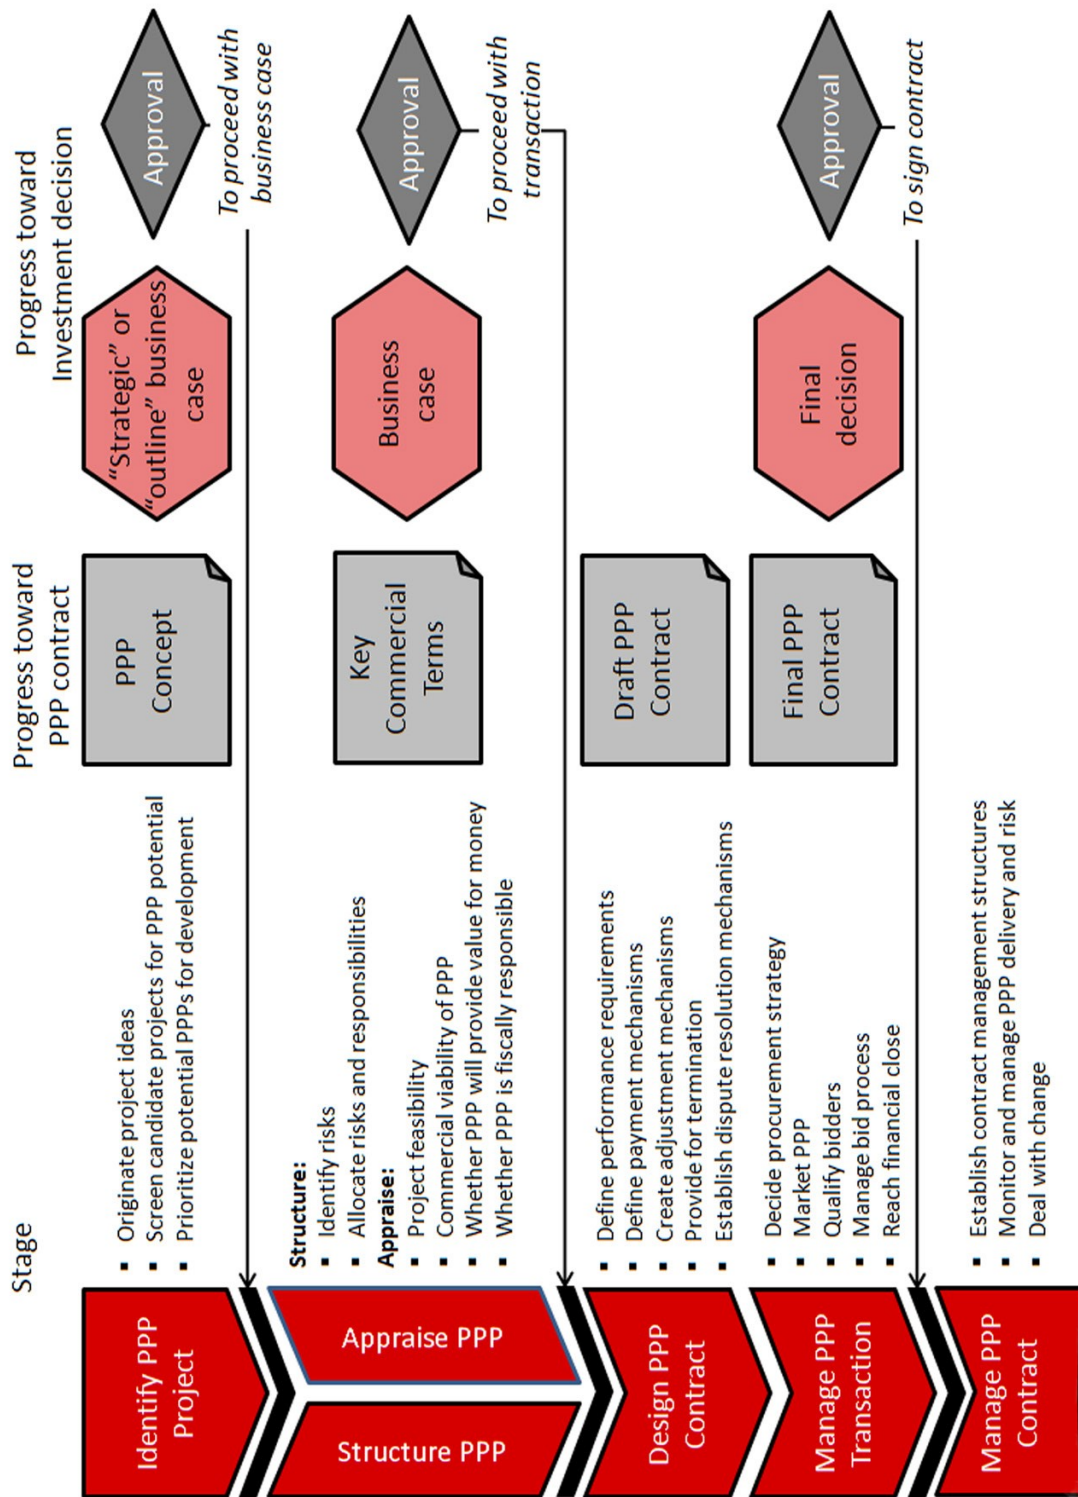 Stage
Progress toward
PPP contract
Progress toward
Investment decision
Identify PPP
Project
▪ Originate project ideas
▪ Screen candidate projects for PPP potential
▪ Prioritize potential PPPs for development
PPP
Concept
“Strategic” or
“outline” business
case
Approval
To proceed with
business case
Structure PPP
Appraise PPP
Structure:
▪ Identify risks
▪ Allocate risks and responsibilities
Appraise:
▪ Project feasibility
▪ Commercial viability of PPP
▪ Whether PPP will provide value for money
▪ Whether PPP is fiscally responsible
Key
Commercial
Terms
Business
case
Approval
To proceed with
transaction
Design PPP
Contract
▪ Define performance requirements
▪ Define payment mechanisms
▪ Create adjustment mechanisms
▪ Provide for termination
▪ Establish dispute resolution mechanisms
Draft PPP
Contract
Manage PPP
Transaction
▪ Decide procurement strategy
▪ Market PPP
▪ Qualify bidders
▪ Manage bid process
▪ Reach financial close
Final PPP
Contract
Final
decision
Approval
To sign contract
Manage PPP
Contract
▪ Establish contract management structures
▪ Monitor and manage PPP delivery and risk
▪ Deal with change